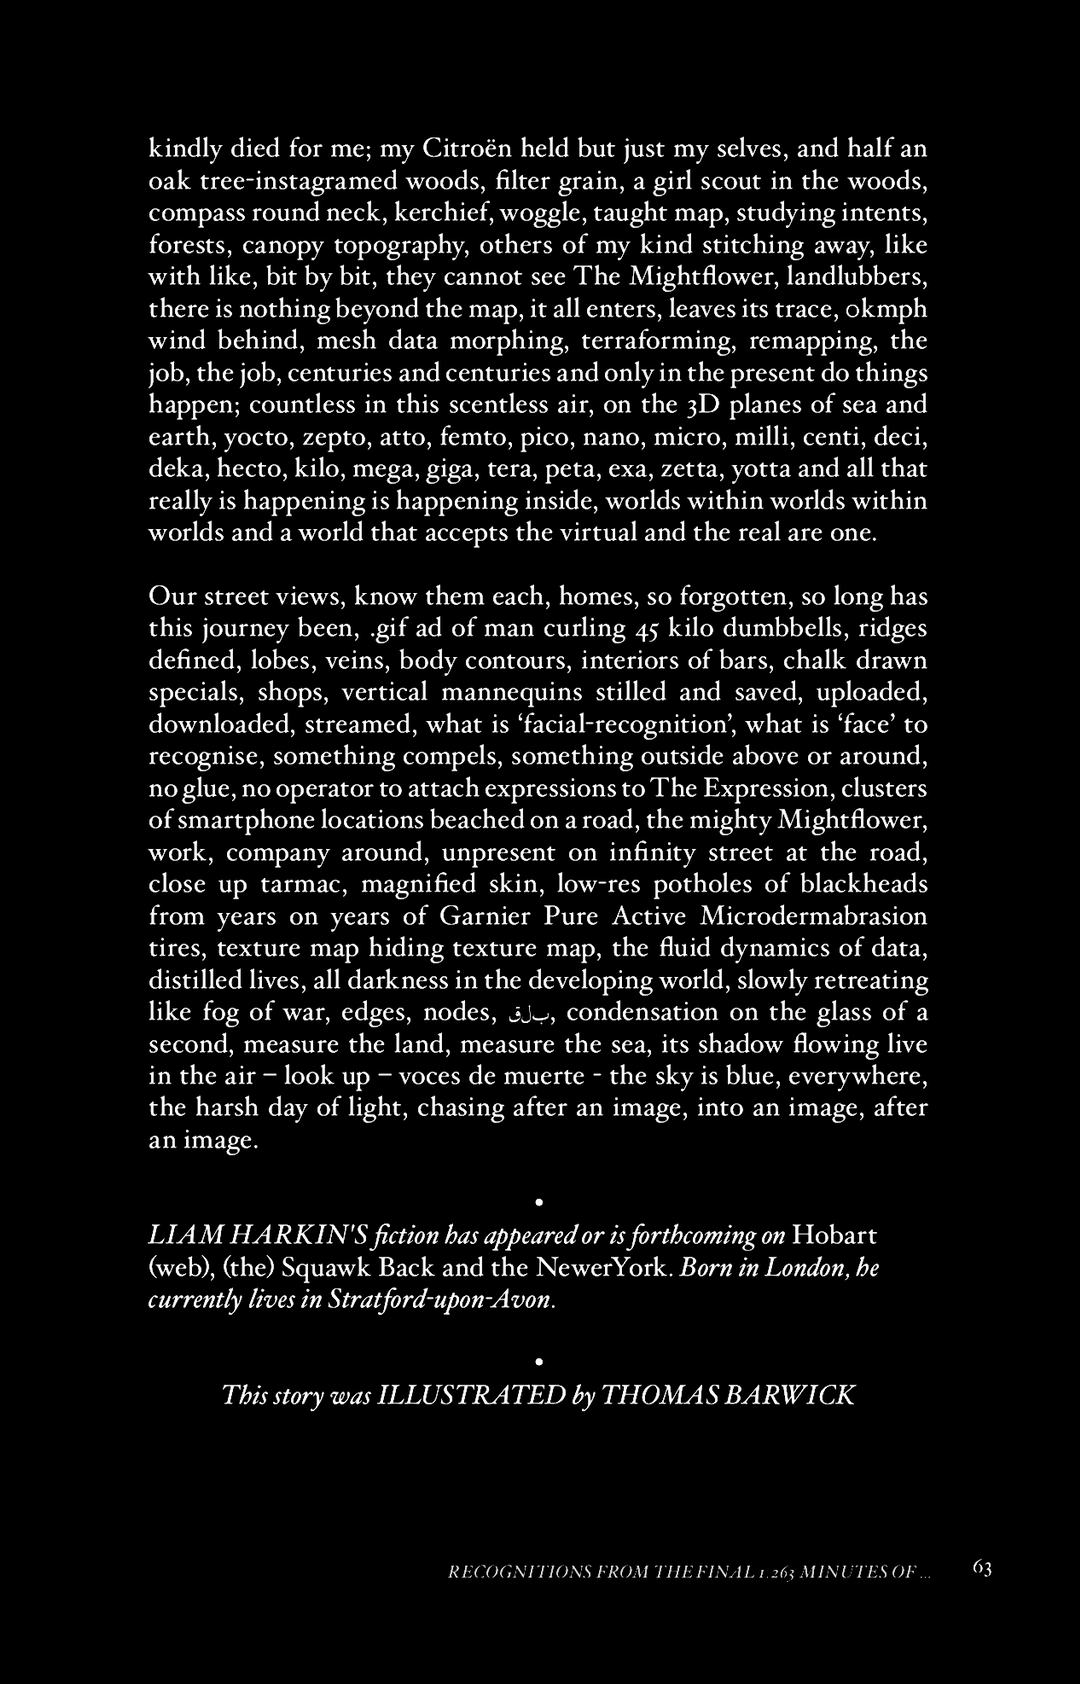 kindly died for me; my Citroën held but just my selves, and half an
oak tree-instagramed woods, filter grain, a girl scout in the woods,
compass round neck, kerchief, woggle, taught map, studying intents,
forests, canopy topography, others of my kind stitching away, like
with like, bit by bit, they cannot see The Mightflower, landlubbers,
there is nothing beyond the map, it all enters, leaves its trace, 0kmph
wind behind, mesh data morphing, terraforming, remapping, the
job, the job, centuries and centuries and only in the present do things
happen; countless in this scentless air, on the 3D planes of sea and
earth, yocto, zepto, atto, femto, pico, nano, micro, milli, centi, deci,
deka, hecto, kilo, mega, giga, tera, peta, exa, zetta, yotta and all that
really is happening is happening inside, worlds within worlds within
worlds and a world that accepts the virtual and the real are one.
Our street views, know them each, homes, so forgotten, so long has
this journey been, .gif ad of man curling 45 kilo dumbbells, ridges
defined, lobes, veins, body contours, interiors of bars, chalk drawn
specials, shops, vertical mannequins stilled and saved, uploaded,
downloaded, streamed, what is ‘facial-recognition’, what is ‘face’ to
recognise, something compels, something outside above or around,
no glue, no operator to attach expressions to The Expression, clusters
of smartphone locations beached on a road, the mighty Mightflower,
work, company around, unpresent on infinity street at the road,
close up tarmac, magnified skin, low-res potholes of blackheads
from years on years of Garnier Pure Active Microdermabrasion
tires, texture map hiding texture map, the fluid dynamics of data,
distilled lives, all darkness in the developing world, slowly retreating
like fog of war, edges, nodes, بلق, condensation on the glass of a
second, measure the land, measure the sea, its shadow flowing live
in the air – look up – voces de muerte - the sky is blue, everywhere,
the harsh day of light, chasing after an image, into an image, after
an image.
•
LIAM HARKIN'S fiction has appeared or is forthcoming on Hobart
(web), (the) Squawk Back and the NewerYork. Born in London, he
currently lives in Stratford-upon-Avon.
•
This story was ILLUSTRATED by THOMAS BARWICK
RECOGNITIONS FROM THE FINAL 1.263 MINUTES OF ... 63